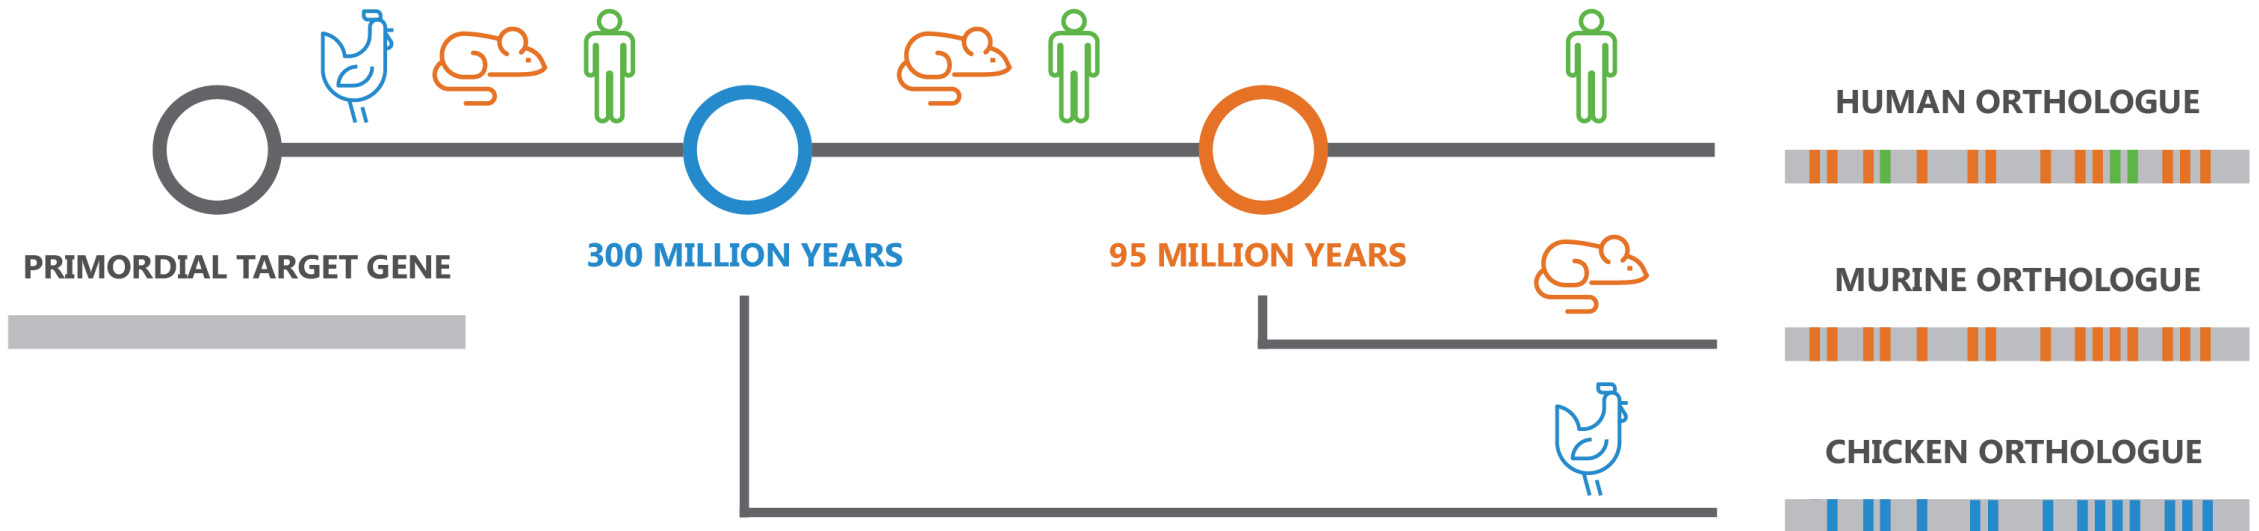 HUMAN ORTHOLOGUE
PRIMORDIAL TARGET GENE
300 MILLION YEARS
95 MILLION YEARS
MURINE ORTHOLOGUE
CHICKEN ORTHOLOGUE